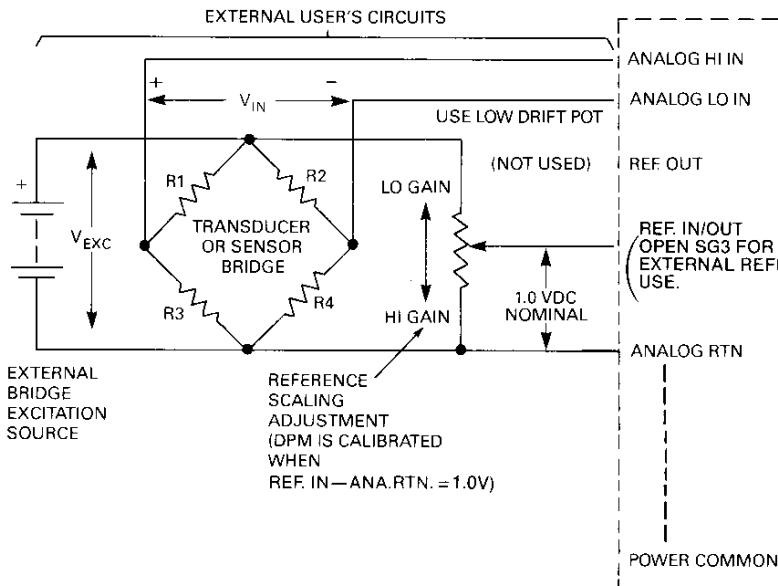 EXTERNAL USER'S CIRCUITS
ANALOG HI IN
+
−
V_IN
ANALOG LO IN
USE LOW DRIFT POT
(NOT USED)
REF. OUT
+
R1
R2
LO GAIN
V_EXC
TRANSDUCER
OR SENSOR
BRIDGE
REF. IN/OUT
OPEN SG3 FOR
EXTERNAL
USE.
R3
R4
1.0 VDC
NOMINAL
HI GAIN
ANALOG RTN
EXTERNAL
BRIDGE
EXCITATION
SOURCE
REFERENCE
SCALING
ADJUSTMENT
(DPM IS CALIBRATED
WHEN
REF. IN—ANA.RTN. = 1.0V)
POWER COMMON